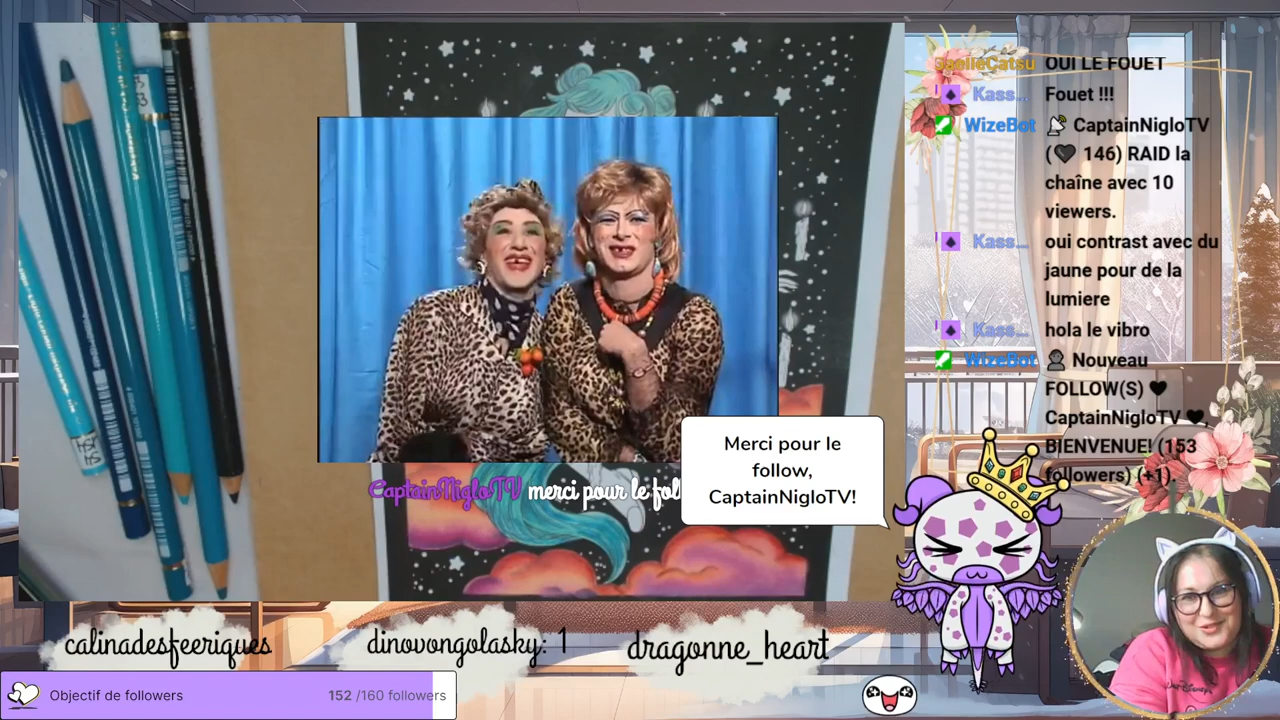 JaelleCatsu OUI LE FOUET
Kass... Fouet !!!
WizeBot CaptainNigloTV
( 146) RAID la
chaîne avec 10
viewers.
Kass... oui contrast avec du
jaune pour de la
lumiere
Kass... hola le vibro
WizeBot Nouveau
FOLLOW(S)
CaptainNigloTV ,
BIENVENUE! (153
followers) (+1).
Merci pour le
follow,
CaptainNigloTV!
CaptainNigloTV merci pour le fol
calinadesfeeriques
dinovongolasky: 1
dragonne_heart
Objectif de followers
152 /160 followers